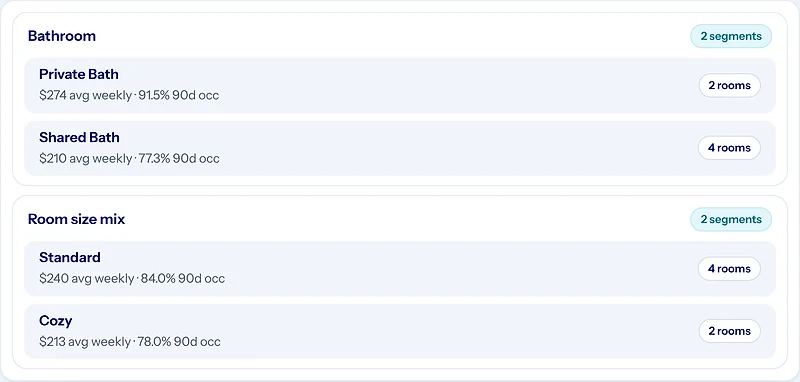 Bathroom
2 segments
Private Bath
$274 avg weekly · 91.5% 90d occ
2 rooms
Shared Bath
$210 avg weekly · 77.3% 90d occ
4 rooms
Room size mix
2 segments
Standard
$240 avg weekly · 84.0% 90d occ
4 rooms
Cozy
$213 avg weekly · 78.0% 90d occ
2 rooms